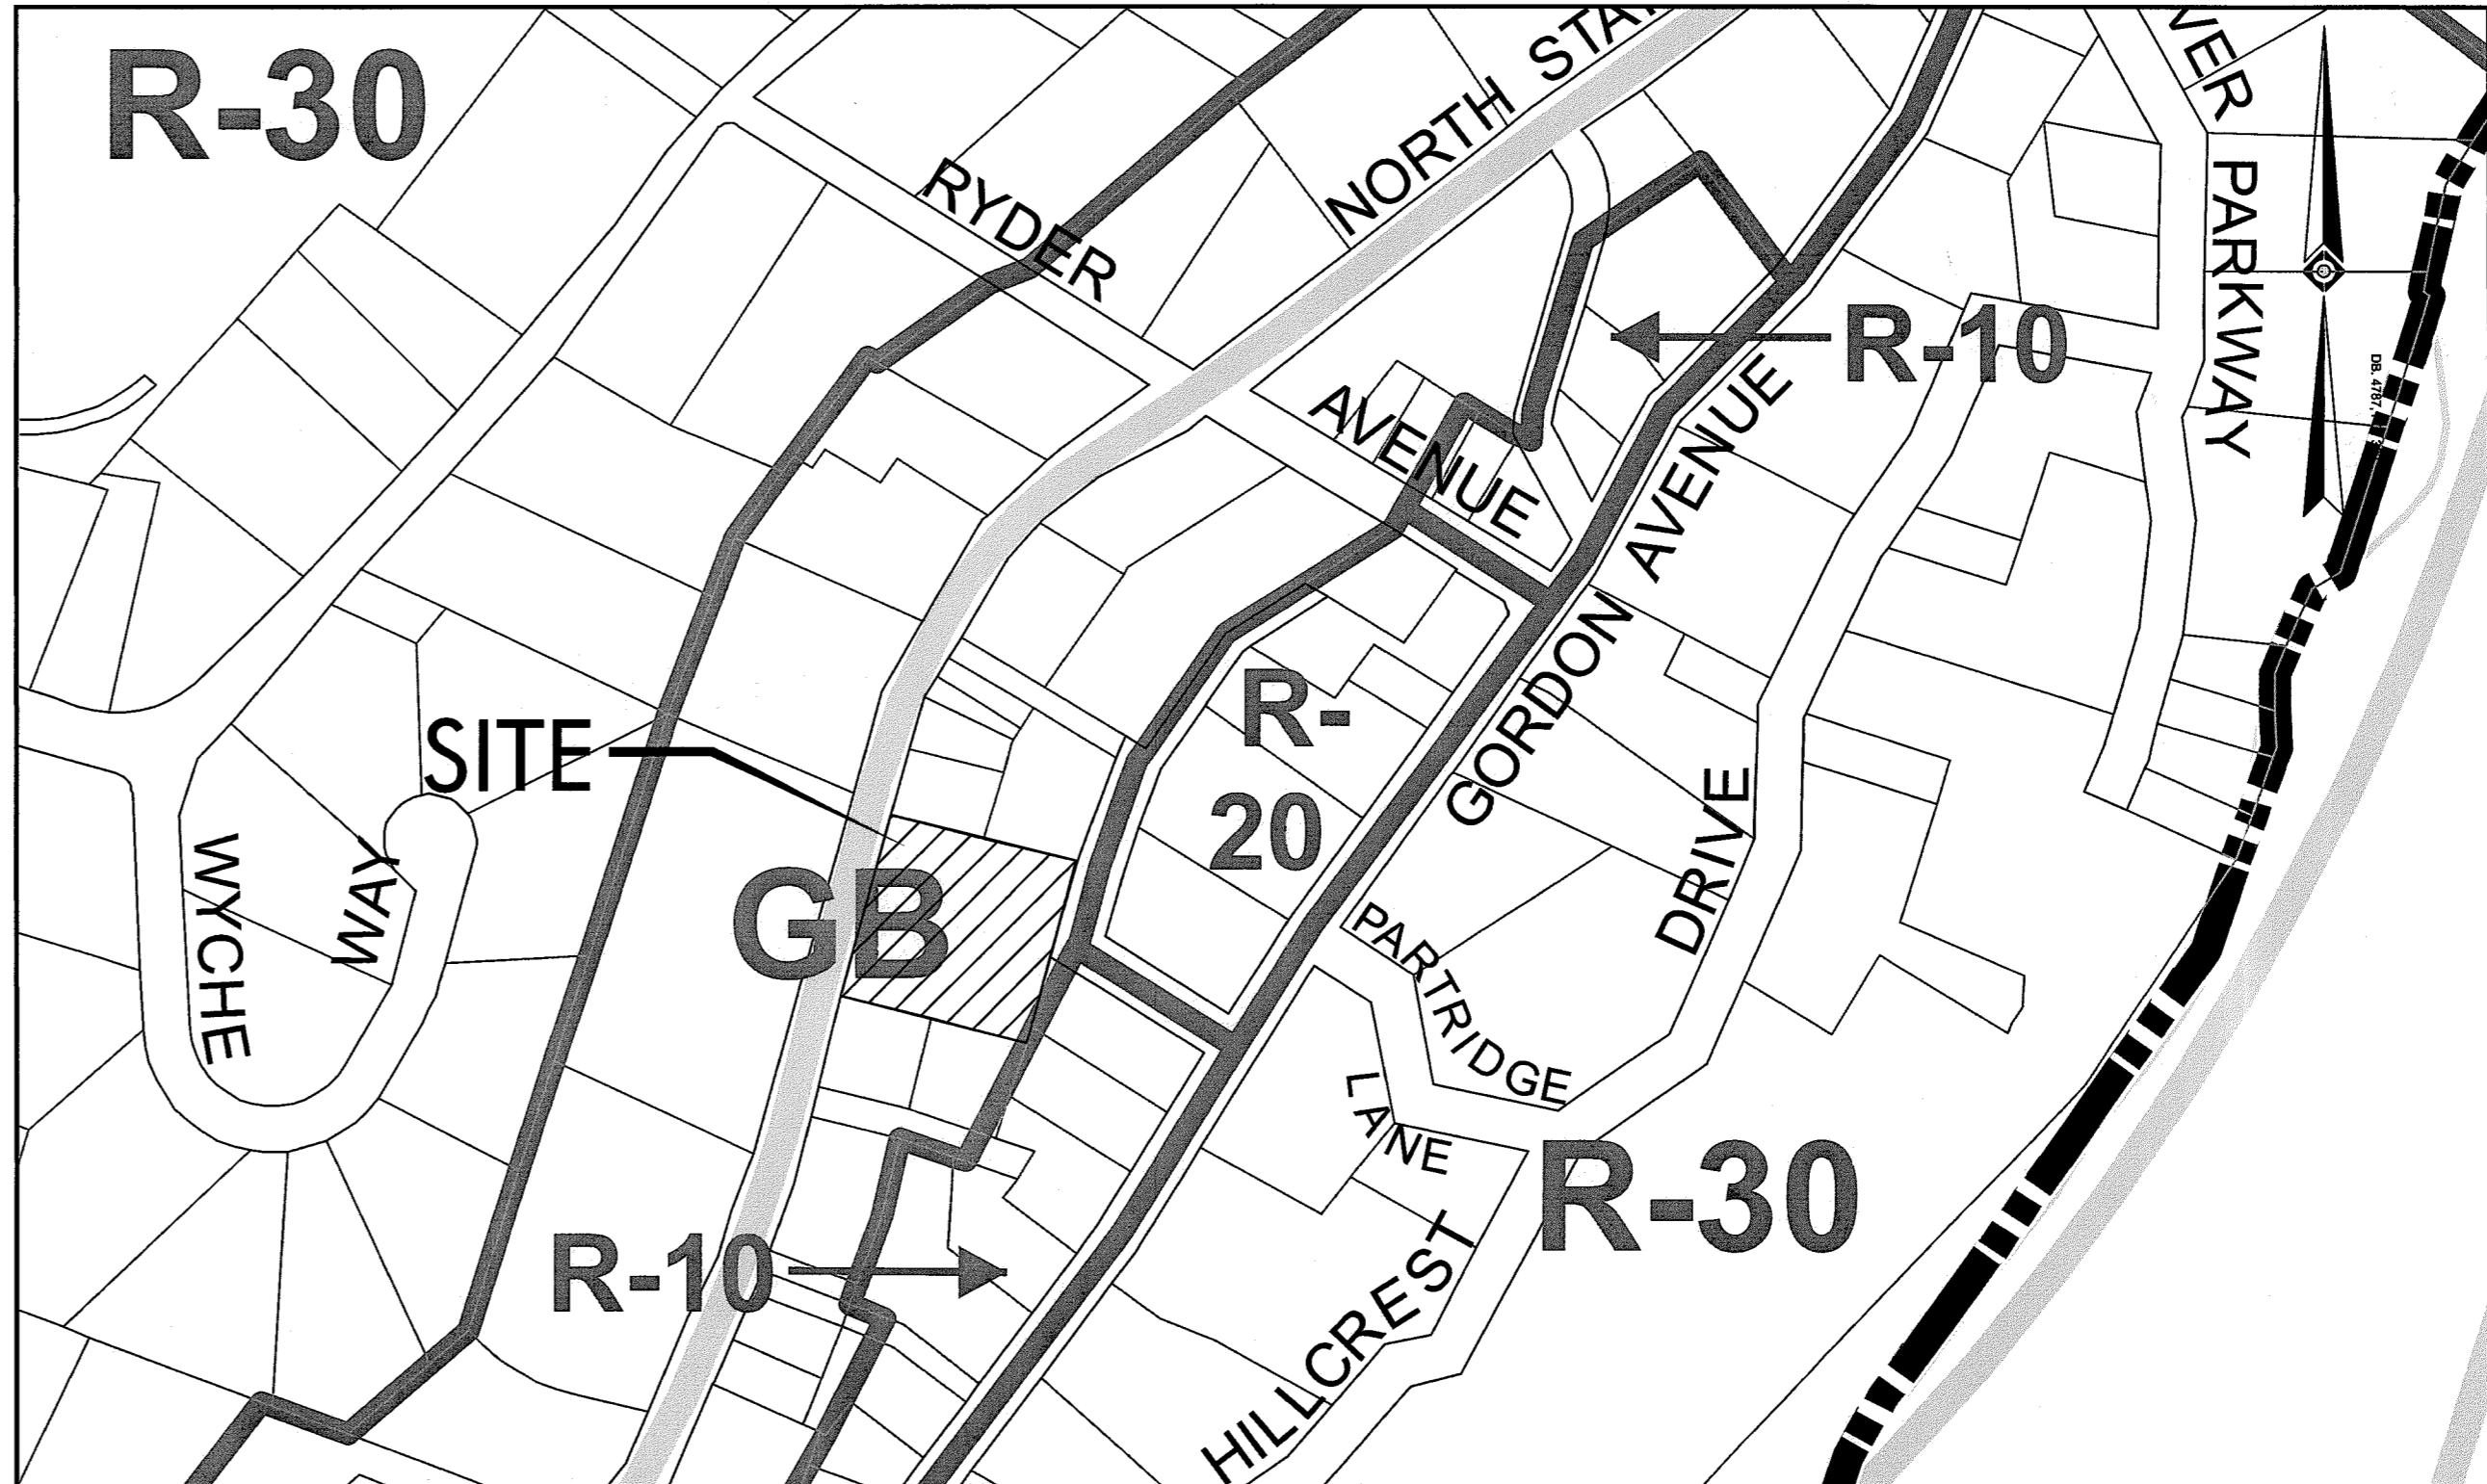 R-30
NORTH
RYDER
AVENUE
PARKWAY
R-10
GORDON AVENUE
SITE
R-
20
GB
WYCHE
WAY
DRIVE
PARTRIDGE
LANE
R-30
R-10
HILLCREST